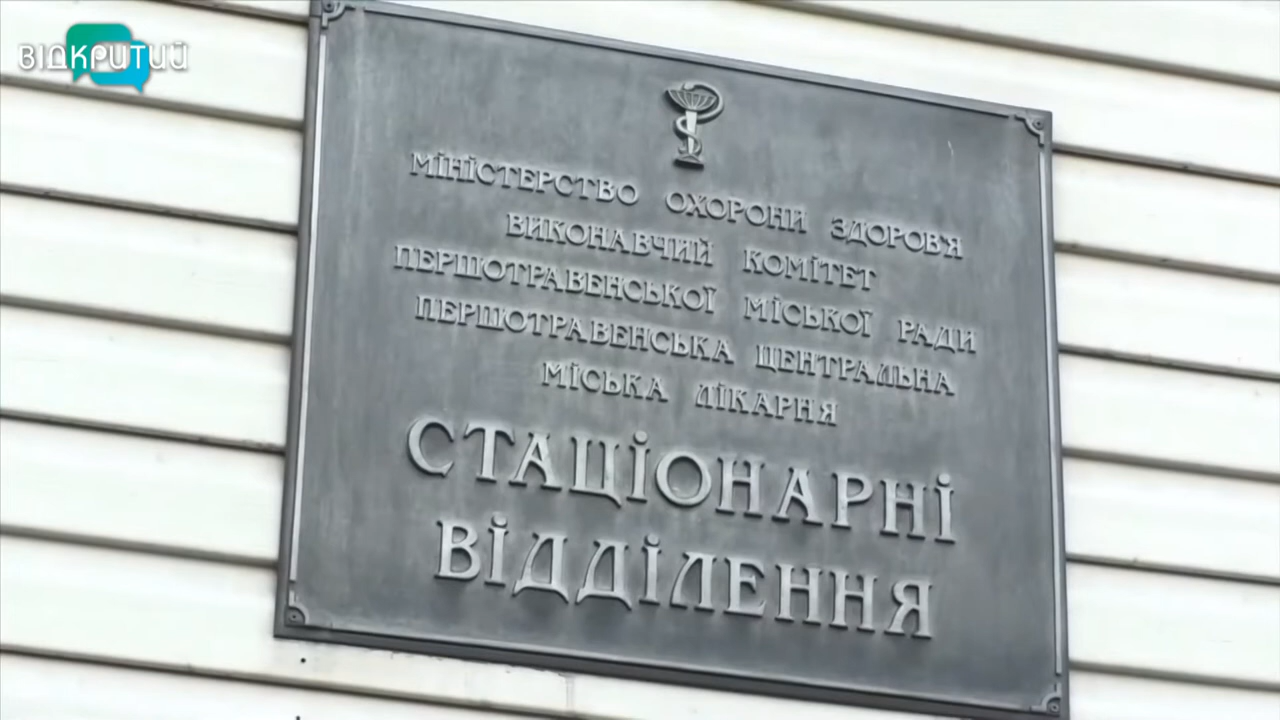 ВІДКРИТИЙ
МІНІСТЕРСТВО ОХОРОНИ ЗДОРОВ'Я
ВИКОНАВЧИЙ КОМІТЕТ
ПЕРШОТРАВЕНСЬКОЇ МІСЬКОЇ РАДИ
ПЕРШОТРАВЕНСЬКА ЦЕНТРАЛЬНА
МІСЬКА ЛІКАРНЯ
СТАЦІОНАРНІ
ВІДДІЛЕННЯ